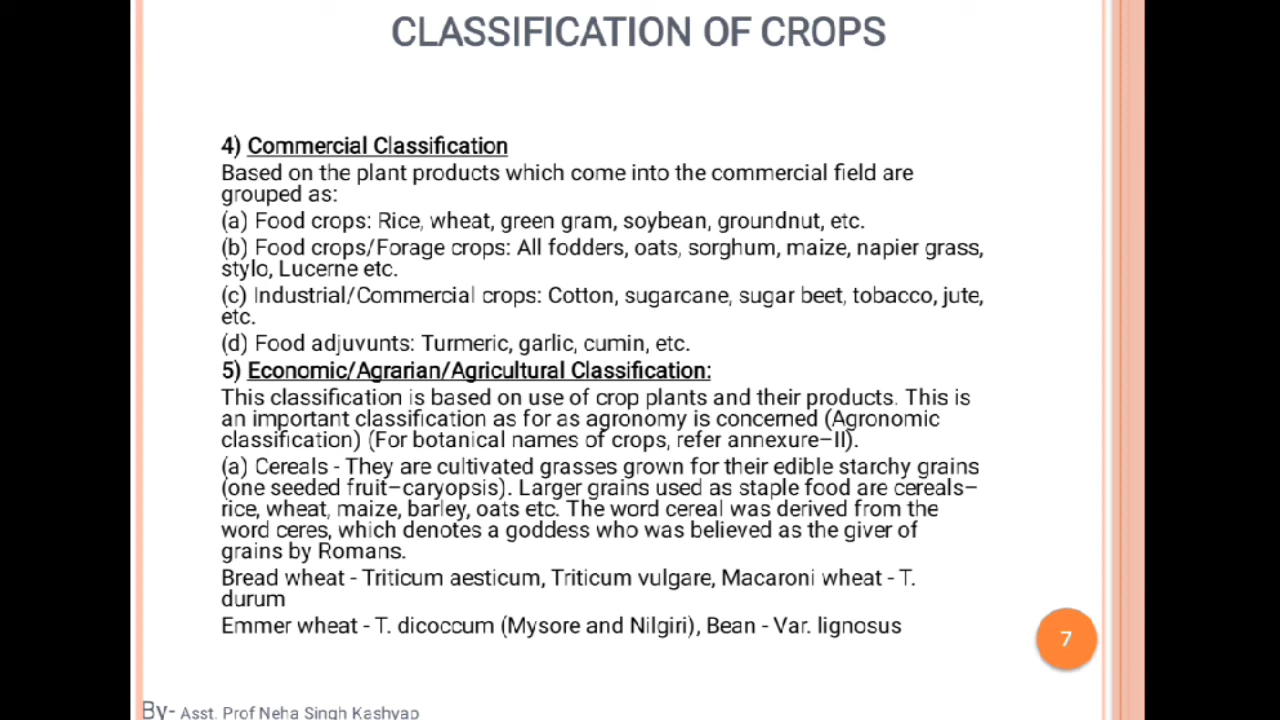 CLASSIFICATION OF CROPS
4) Commercial Classification
Based on the plant products which come into the commercial field are
grouped as:
(a) Food crops: Rice, wheat, green gram, soybean, groundnut, etc.
(b) Food crops/Forage crops: All fodders, oats, sorghum, maize, napier grass,
stylo, Lucerne etc.
(c) Industrial/Commercial crops: Cotton, sugarcane, sugar beet, tobacco, jute,
etc.
(d) Food adjuvunts: Turmeric, garlic, cumin, etc.
5) Economic/Agrarian/Agricultural Classification:
This classification is based on use of crop plants and their products. This is
an important classification as for as agronomy is concerned (Agronomic
classification) (For botanical names of crops, refer annexure–II).
(a) Cereals - They are cultivated grasses grown for their edible starchy grains
(one seeded fruit–caryopsis). Larger grains used as staple food are cereals–
rice, wheat, maize, barley, oats etc. The word cereal was derived from the
word ceres, which denotes a goddess who was believed as the giver of
grains by Romans.
Bread wheat - Triticum aesticum, Triticum vulgare, Macaroni wheat - T.
durum
Emmer wheat - T. dicoccum (Mysore and Nilgiri), Bean - Var. lignosus
7
By- Asst. Prof Neha Singh Kashyap